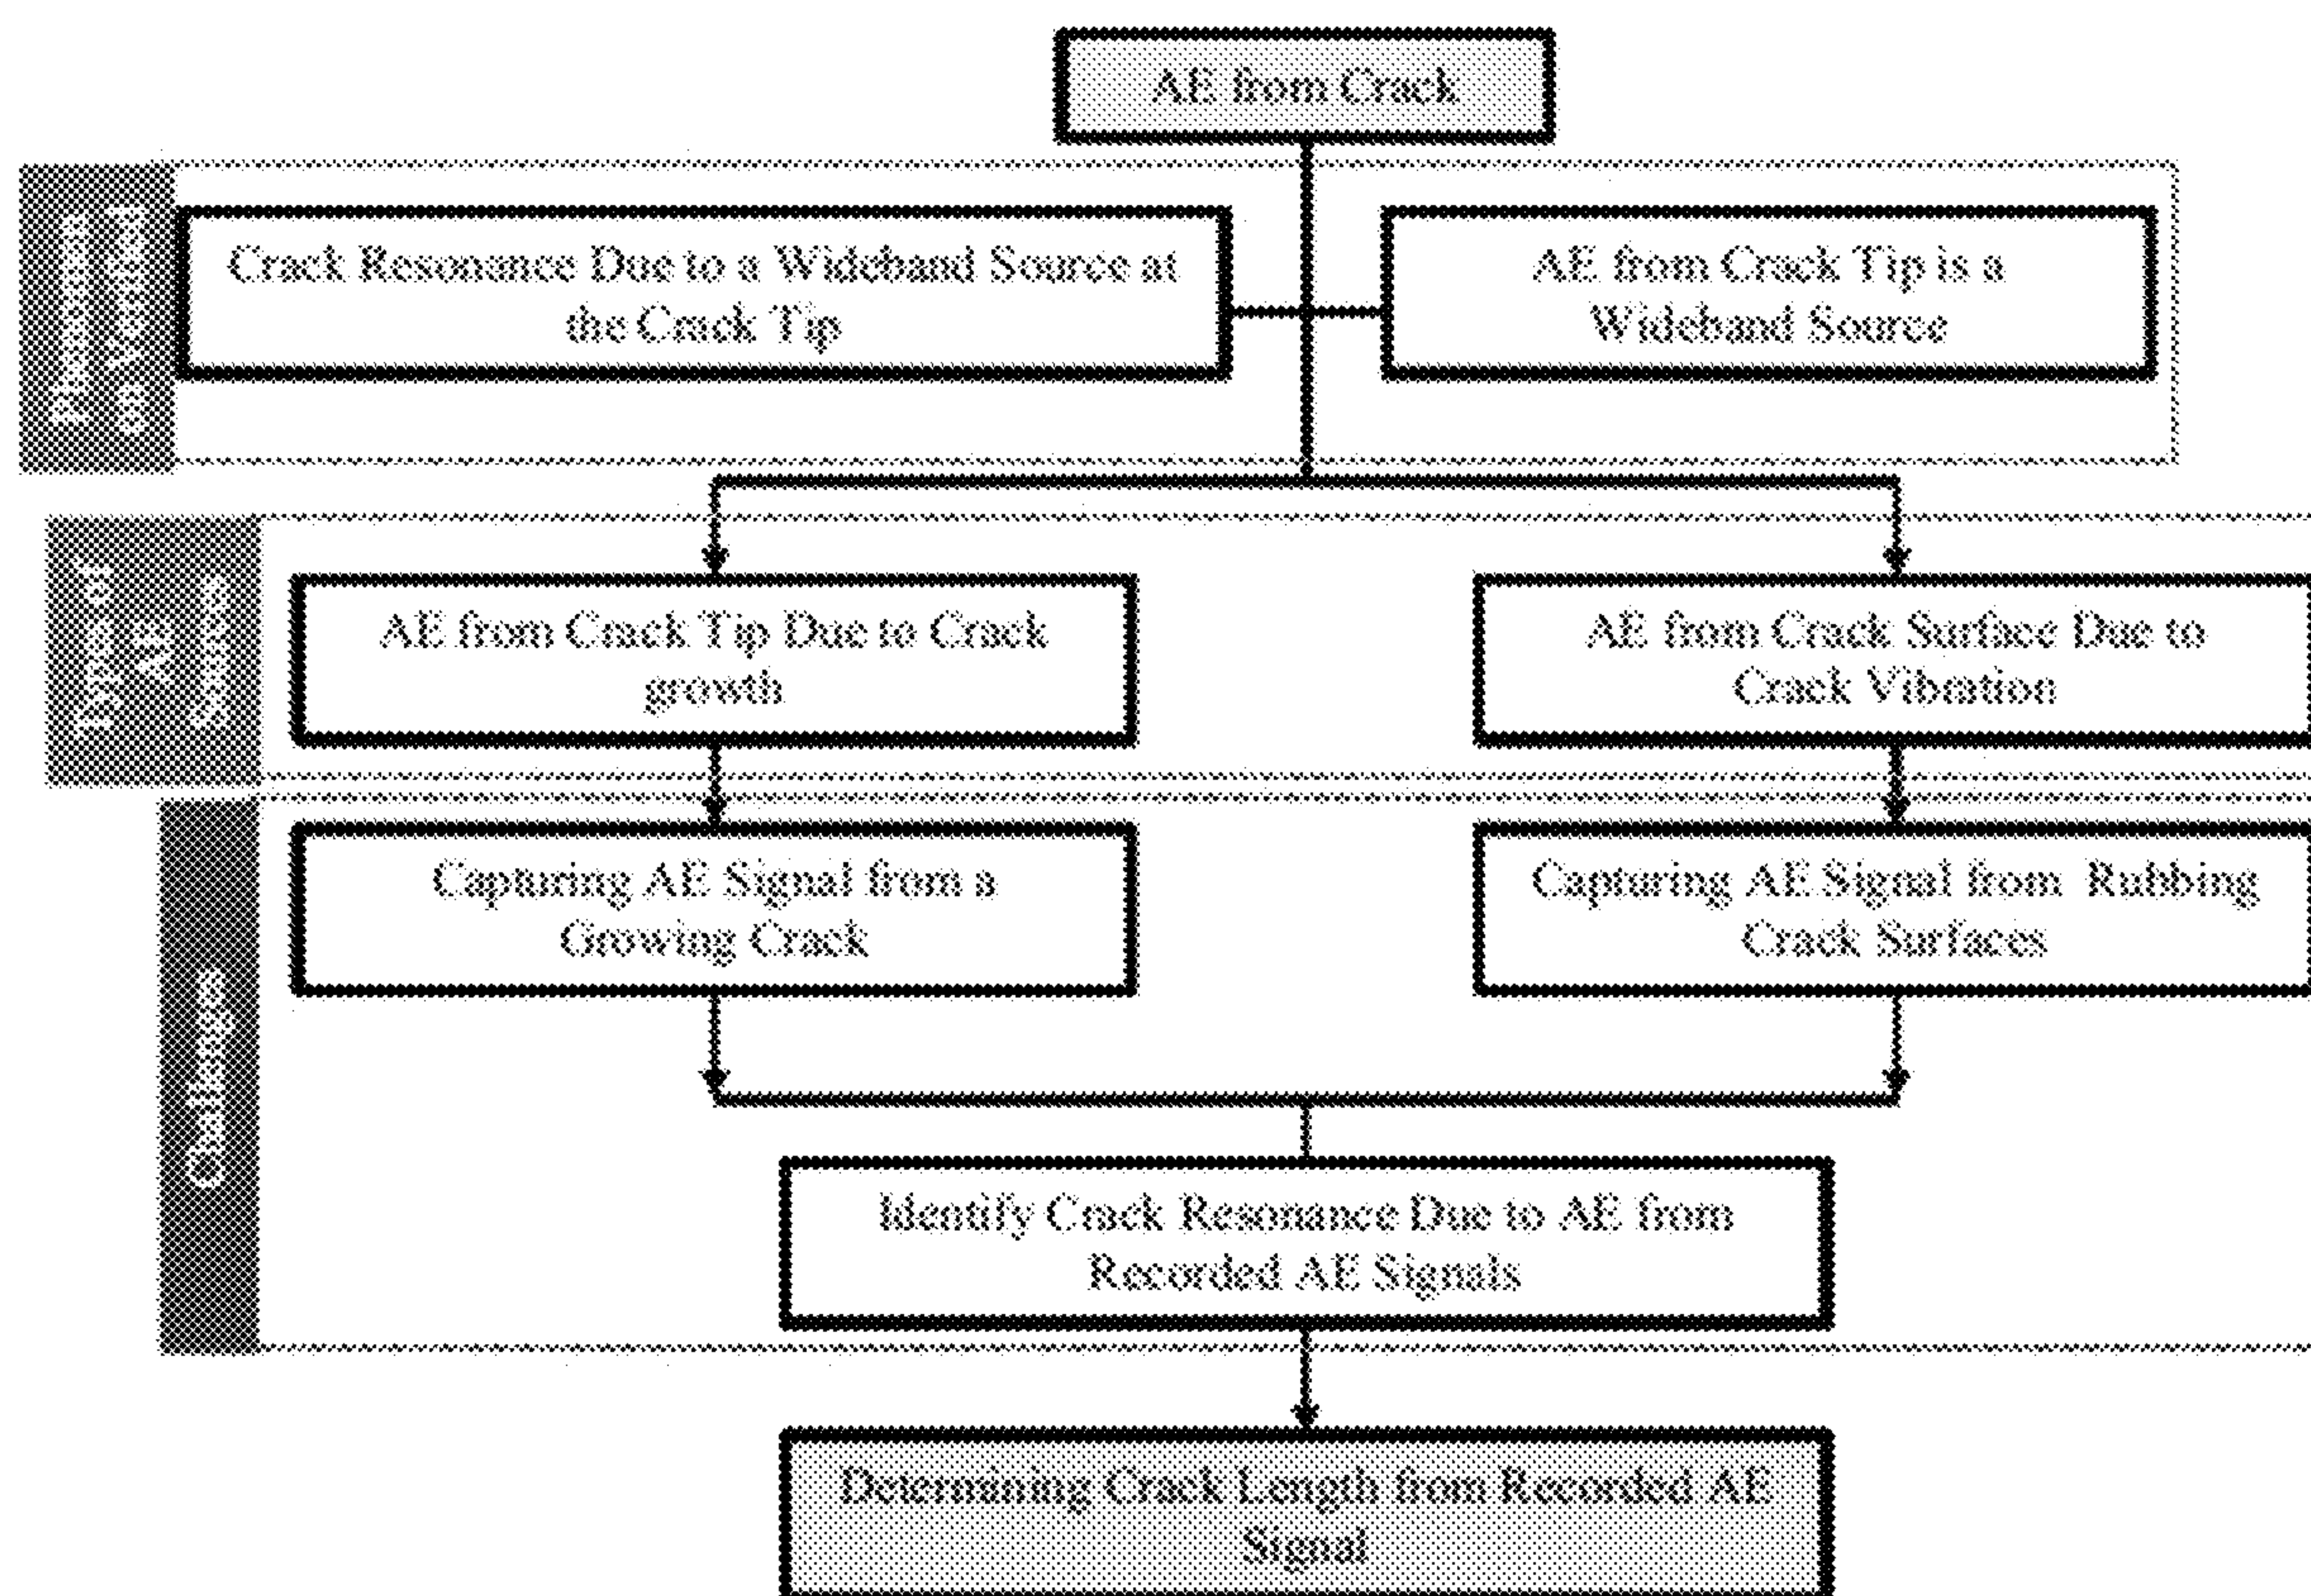 AE from Crack
Crack Resonance Due to a Wideband Source at
the Crack Tip
AE from Crack Tip is a
Wideband Source
AE from Crack Tip Due to Crack
growth
AE from Crack Surface Due to
Crack Vibration
Capturing AE Signal from a
Growing Crack
Capturing AE Signal from Rubbing
Crack Surfaces
Challenges
Identify Crack Resonance Due to AE from
Recorded AE Signals
Determining Crack Length from Recorded AE
Signal